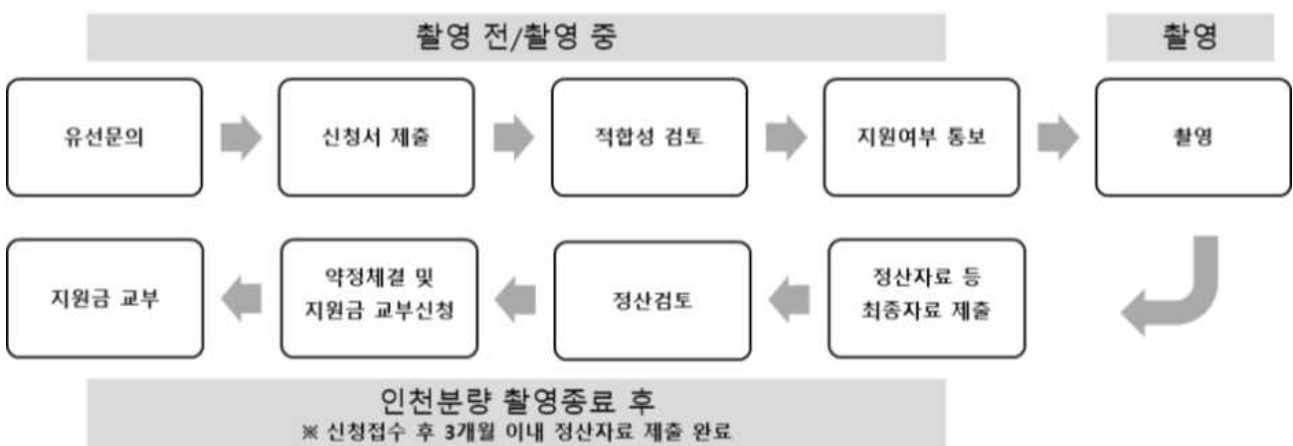 촬영 전/촬영 중
촬영
유선문의
신청서 제출
적합성 검토
지원여부 통보
촬영
정산자료 등
최종자료 제출
정산검토
약정체결 및
지원금 교부신청
지원금 교부
인천분량 촬영종료 후
※ 신청접수 후 3개월 이내 정산자료 제출 완료